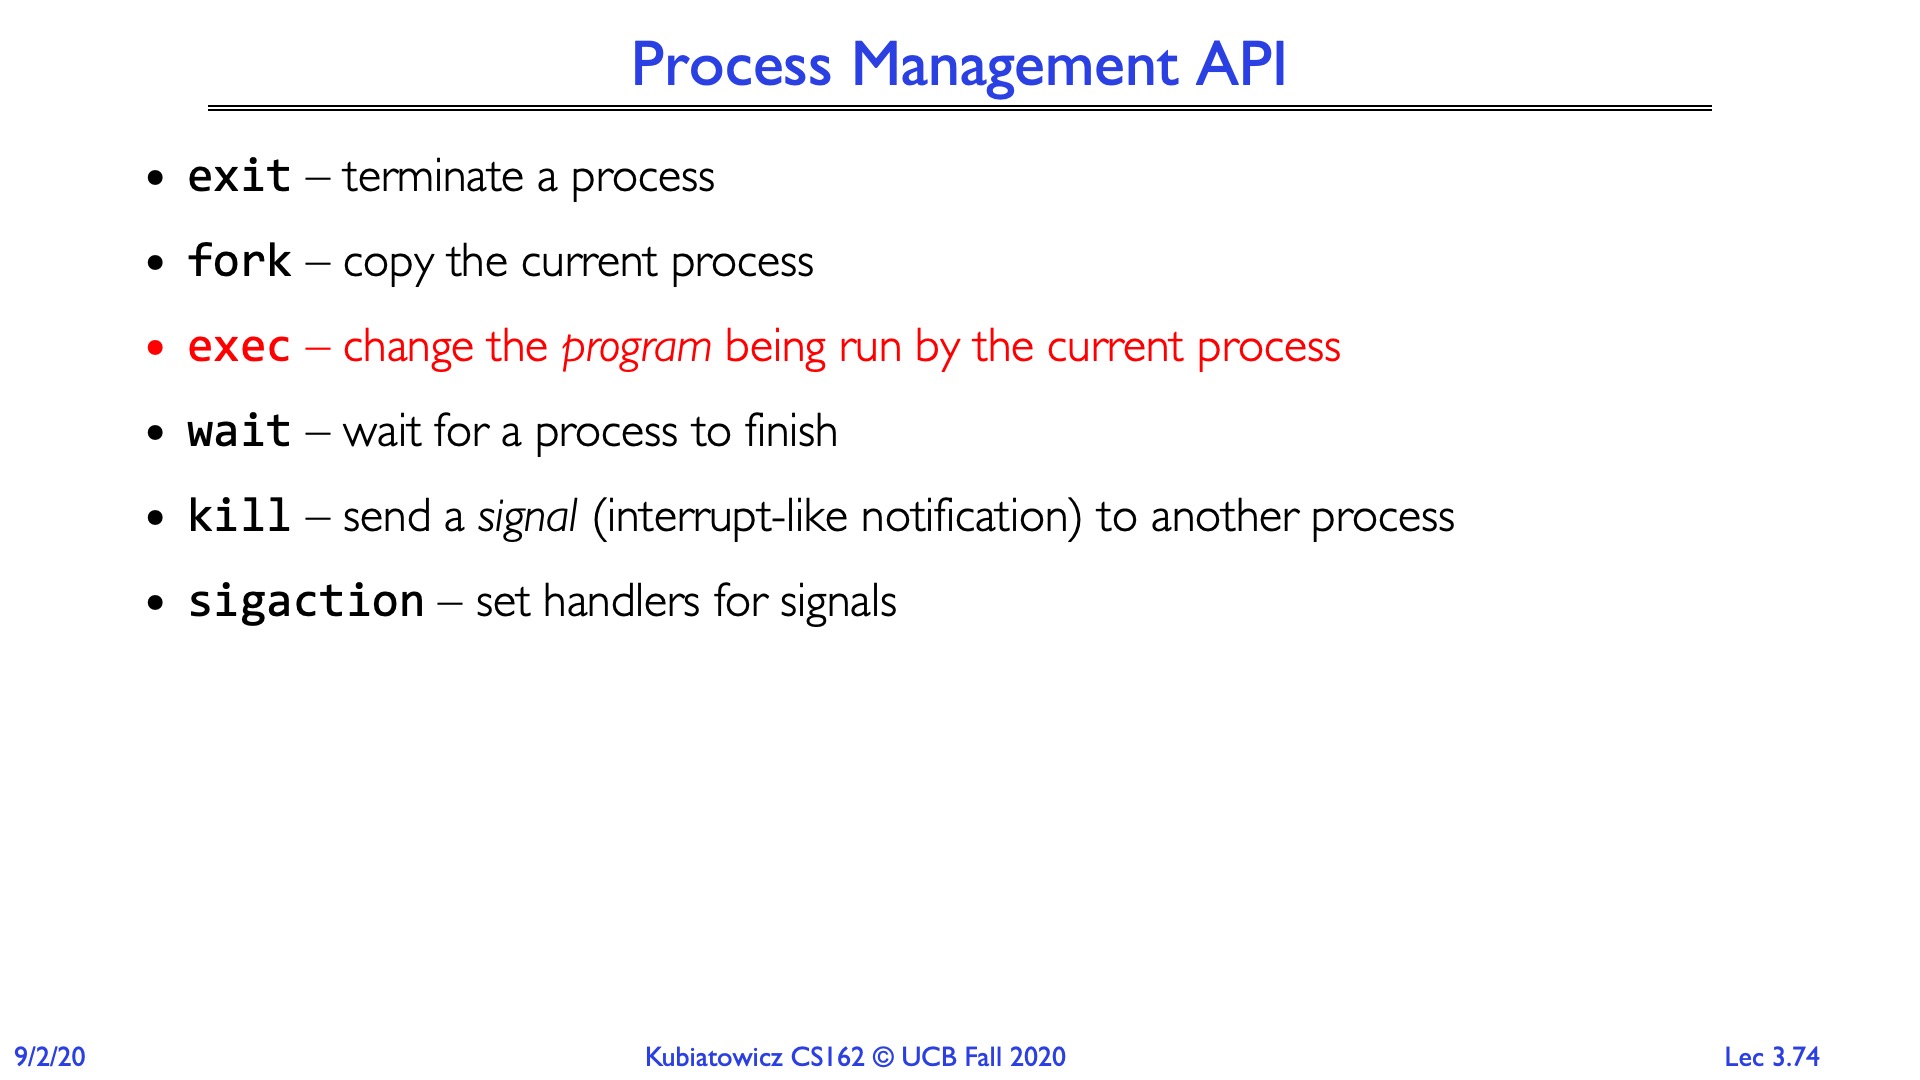 Process Management API
• exit – terminate a process
• fork – copy the current process
• exec – change the program being run by the current process
• wait – wait for a process to finish
• kill – send a signal (interrupt-like notification) to another process
• sigaction – set handlers for signals
9/2/20
Kubiatowicz CS162 © UCB Fall 2020
Lec 3.74